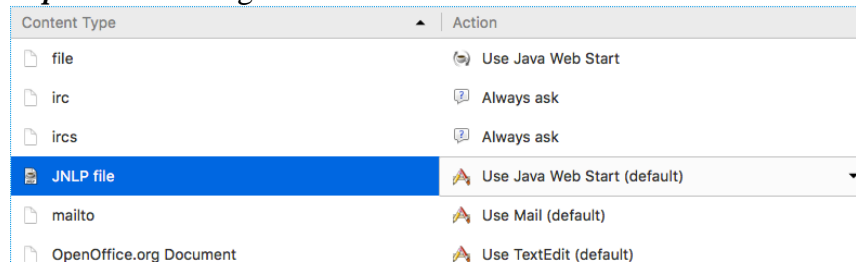 Content Type Action
file Use Java Web Start
irc Always ask
ircs Always ask
JNLP file Use Java Web Start (default)
mailto Use Mail (default)
OpenOffice.org Document Use TextEdit (default)